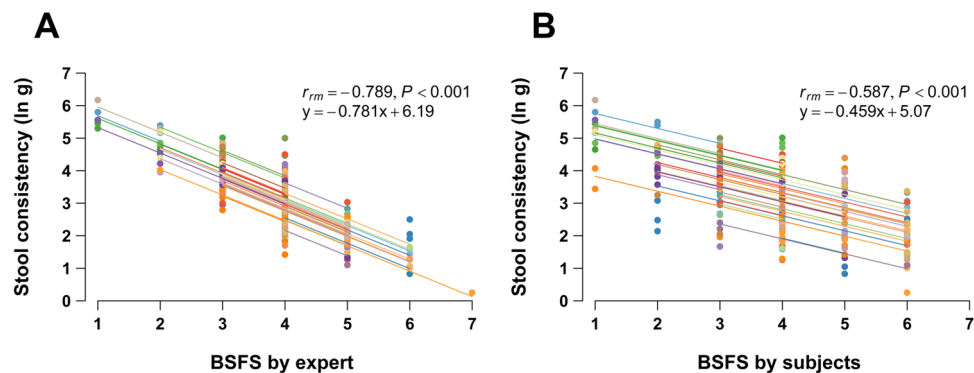 A
B
r_rm = −0.789, P < 0.001
y = −0.781x + 6.19
r_rm = −0.587, P < 0.001
y = −0.459x + 5.07
Stool consistency (ln g)
7
6
5
4
3
2
1
0
1 2 3 4 5 6 7
BSFS by expert
Stool consistency (ln g)
7
6
5
4
3
2
1
0
1 2 3 4 5 6 7
BSFS by subjects